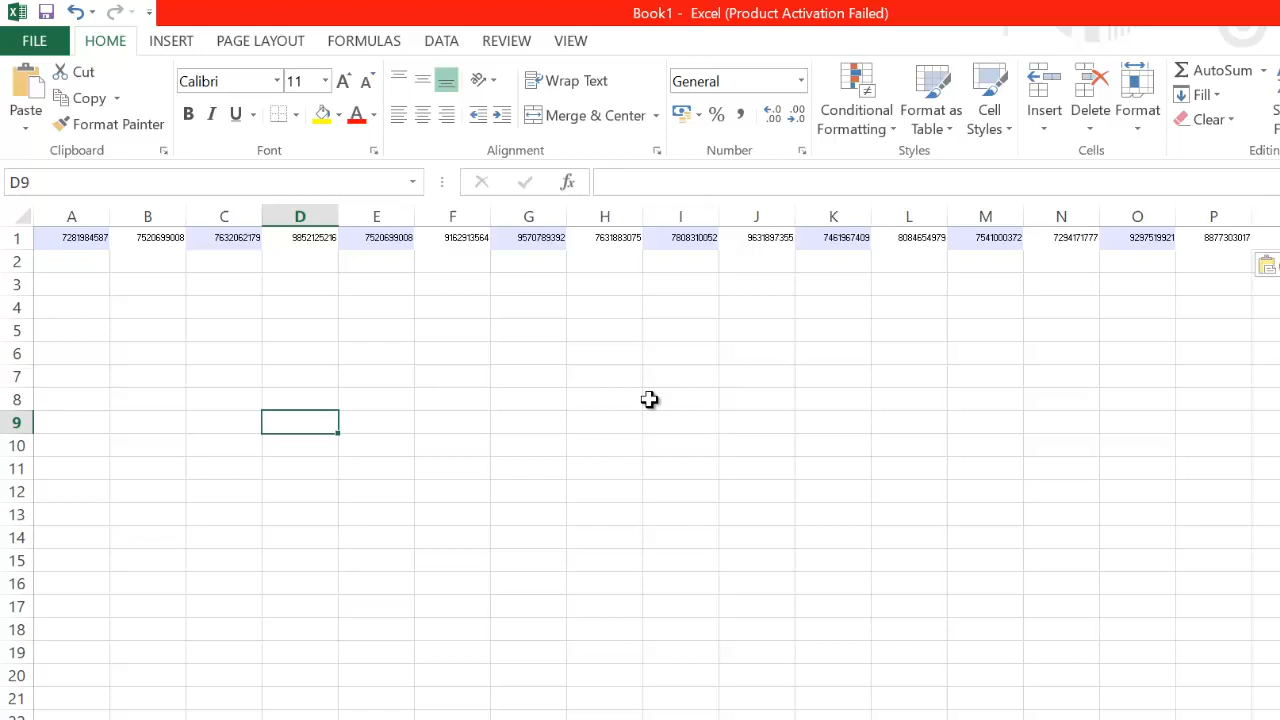 Book1 - Excel (Product Activation Failed)
FILE HOME INSERT PAGE LAYOUT FORMULAS DATA REVIEW VIEW
Cut
Copy
Format Painter
Paste
Clipboard
Calibri 11
B I U A
Font
Wrap Text
Merge & Center
Alignment
General
% ,
Number
Conditional Formatting
Format as Table
Cell Styles
Styles
Insert Delete Format
Cells
Σ AutoSum
Fill
Clear
Editin
D9 fx
A B C D E F G H I J K L M N O P
1 7281984587 7520699008 7632062179 9852125216 7520699008 9162913564 9570789392 7631883075 7808310052 9631897355 7461967409 8084654979 7541000372 7294171777 9297519921 8877303017
2
3
4
5
6
7
8
9
10
11
12
13
14
15
16
17
18
19
20
21